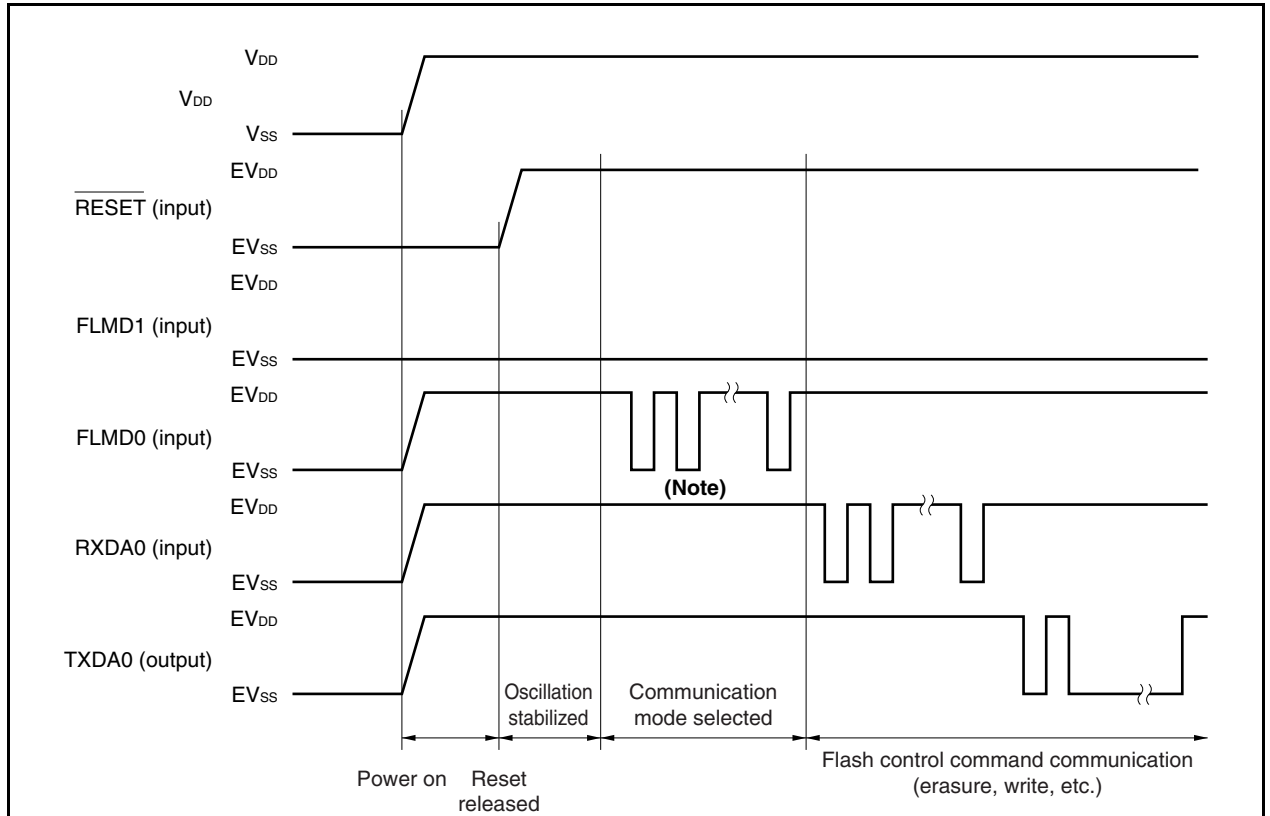 VDD
VDD
VSS
EVDD
RESET (input)
EVSS
EVDD
FLMD1 (input)
EVSS
EVDD
FLMD0 (input)
EVSS
(Note)
EVDD
RXDA0 (input)
EVSS
EVDD
TXDA0 (output)
EVSS
Oscillation
stabilized
Communication
mode selected
Power on
Reset
released
Flash control command communication
(erasure, write, etc.)